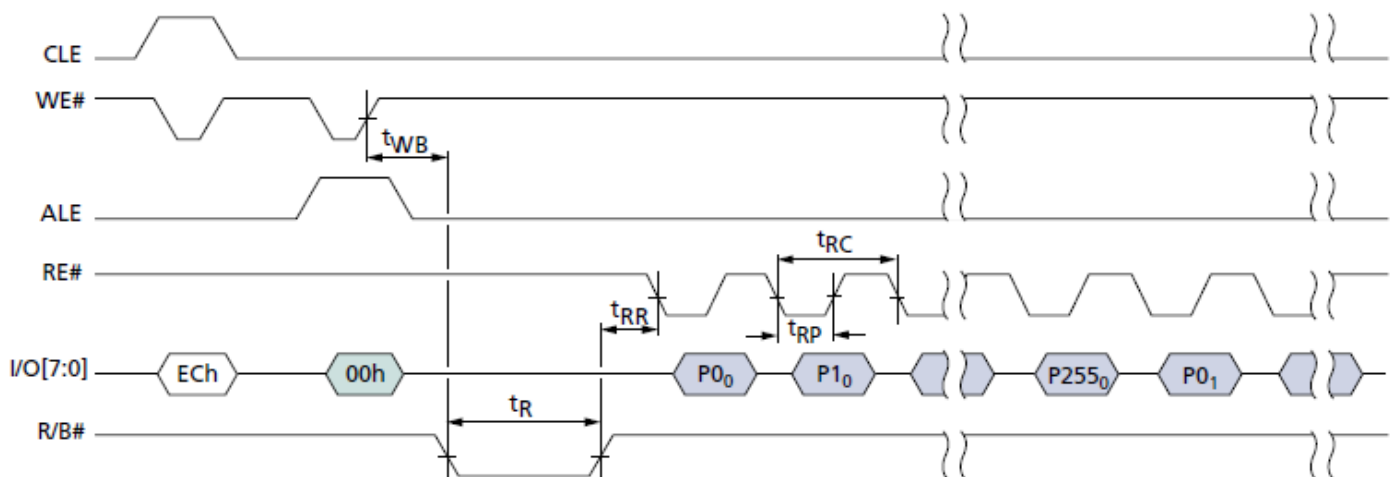 CLE
WE#
tWB
ALE
tRC
RE#
tRR
tRP
I/O[7:0] ECh 00h P0₀ P1₀ P255₀ P0₁
tR
R/B#